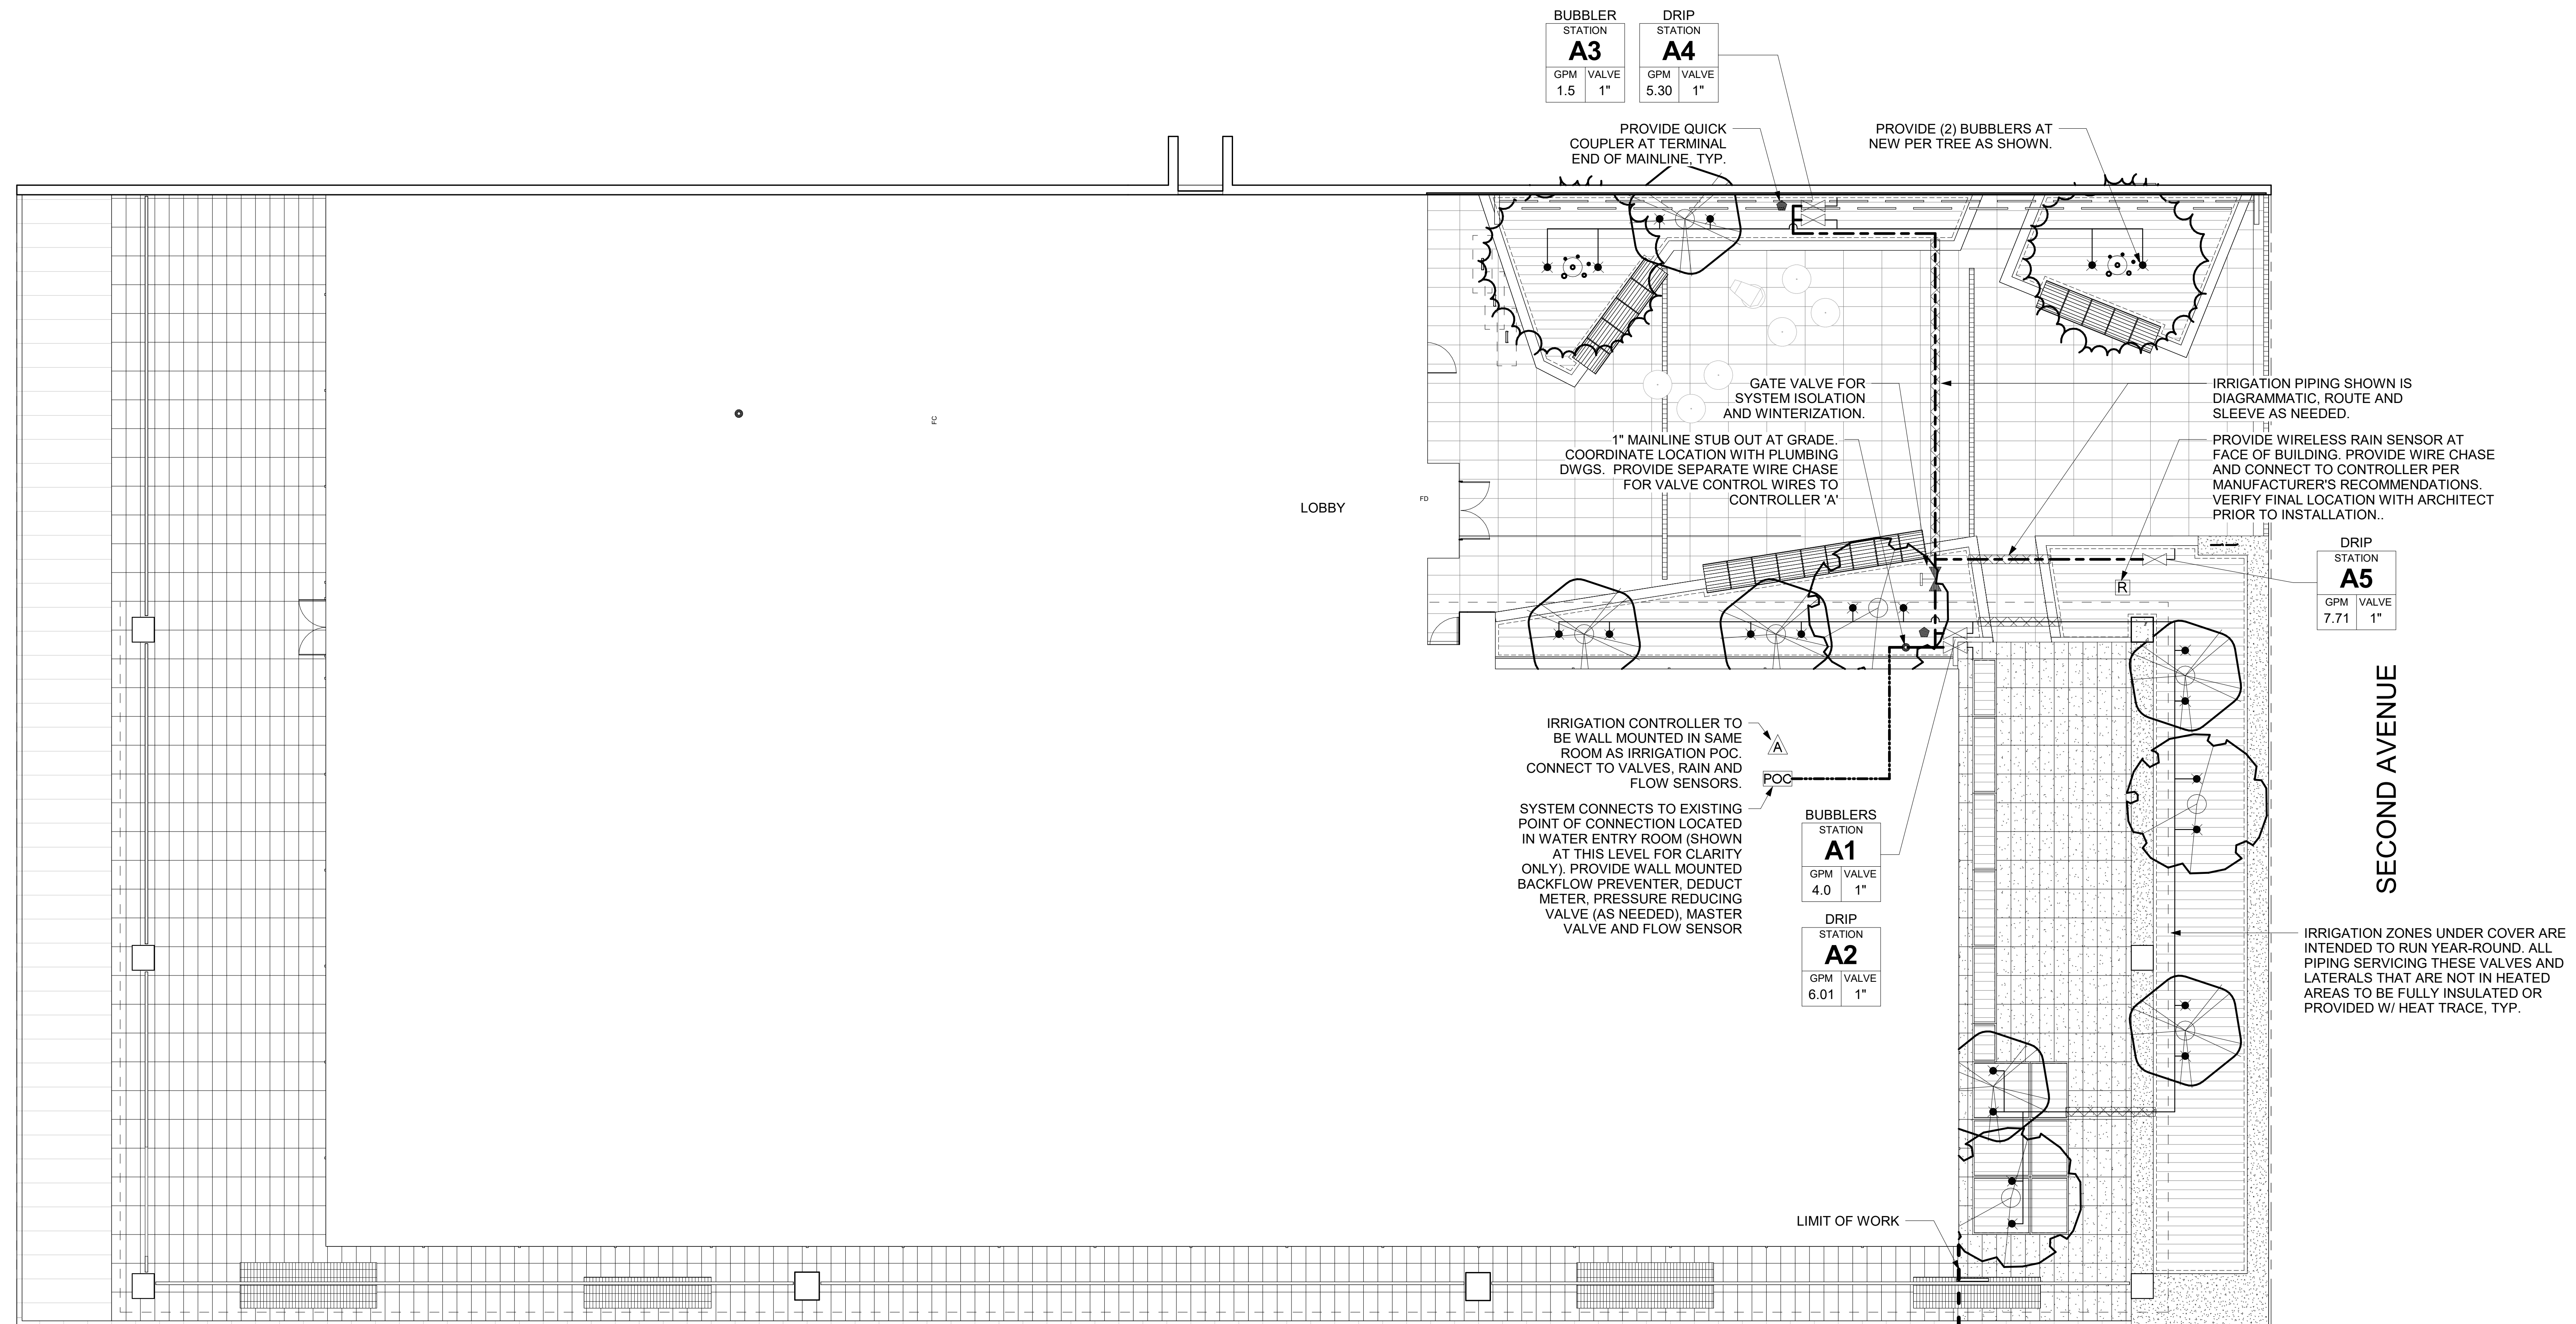 BUBBLER
STATION
A3
GPM VALVE
1.5 1"
DRIP
STATION
A4
GPM VALVE
5.30 1"
PROVIDE QUICK
COUPLER AT TERMINAL
END OF MAINLINE, TYP.
PROVIDE (2) BUBBLERS AT
NEW PER TREE AS SHOWN.
GATE VALVE FOR
SYSTEM ISOLATION
AND WINTERIZATION.
1" MAINLINE STUB OUT AT GRADE.
COORDINATE LOCATION WITH PLUMBING
DWGS. PROVIDE SEPARATE WIRE CHASE
FOR VALVE CONTROL WIRES TO
CONTROLLER 'A'
IRRIGATION PIPING SHOWN IS
DIAGRAMMATIC, ROUTE AND
SLEEVE AS NEEDED.
PROVIDE WIRELESS RAIN SENSOR AT
FACE OF BUILDING. PROVIDE WIRE CHASE
AND CONNECT TO CONTROLLER PER
MANUFACTURER'S RECOMMENDATIONS.
VERIFY FINAL LOCATION WITH ARCHITECT
PRIOR TO INSTALLATION..
FC
FD
LOBBY
R
DRIP
STATION
A5
GPM VALVE
7.71 1"
SECOND AVENUE
IRRIGATION CONTROLLER TO
BE WALL MOUNTED IN SAME
ROOM AS IRRIGATION POC.
CONNECT TO VALVES, RAIN AND
FLOW SENSORS.
A
POC
SYSTEM CONNECTS TO EXISTING
POINT OF CONNECTION LOCATED
IN WATER ENTRY ROOM (SHOWN
AT THIS LEVEL FOR CLARITY
ONLY). PROVIDE WALL MOUNTED
BACKFLOW PREVENTER, DEDUCT
METER, PRESSURE REDUCING
VALVE (AS NEEDED), MASTER
VALVE AND FLOW SENSOR
BUBBLERS
STATION
A1
GPM VALVE
4.0 1"
DRIP
STATION
A2
GPM VALVE
6.01 1"
IRRIGATION ZONES UNDER COVER ARE
INTENDED TO RUN YEAR-ROUND. ALL
PIPING SERVICING THESE VALVES AND
LATERALS THAT ARE NOT IN HEATED
AREAS TO BE FULLY INSULATED OR
PROVIDED W/ HEAT TRACE, TYP.
LIMIT OF WORK